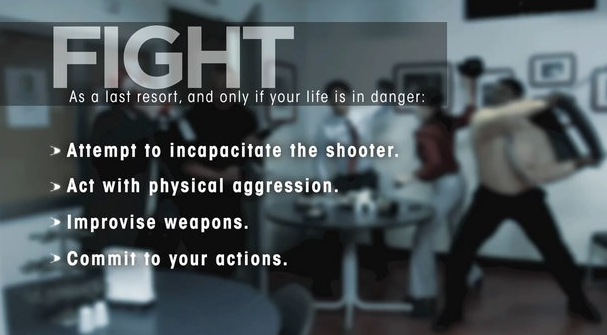 FIGHT
As a last resort, and only if your life is in danger:
Attempt to incapacitate the shooter.
Act with physical aggression.
Improvise weapons.
Commit to your actions.